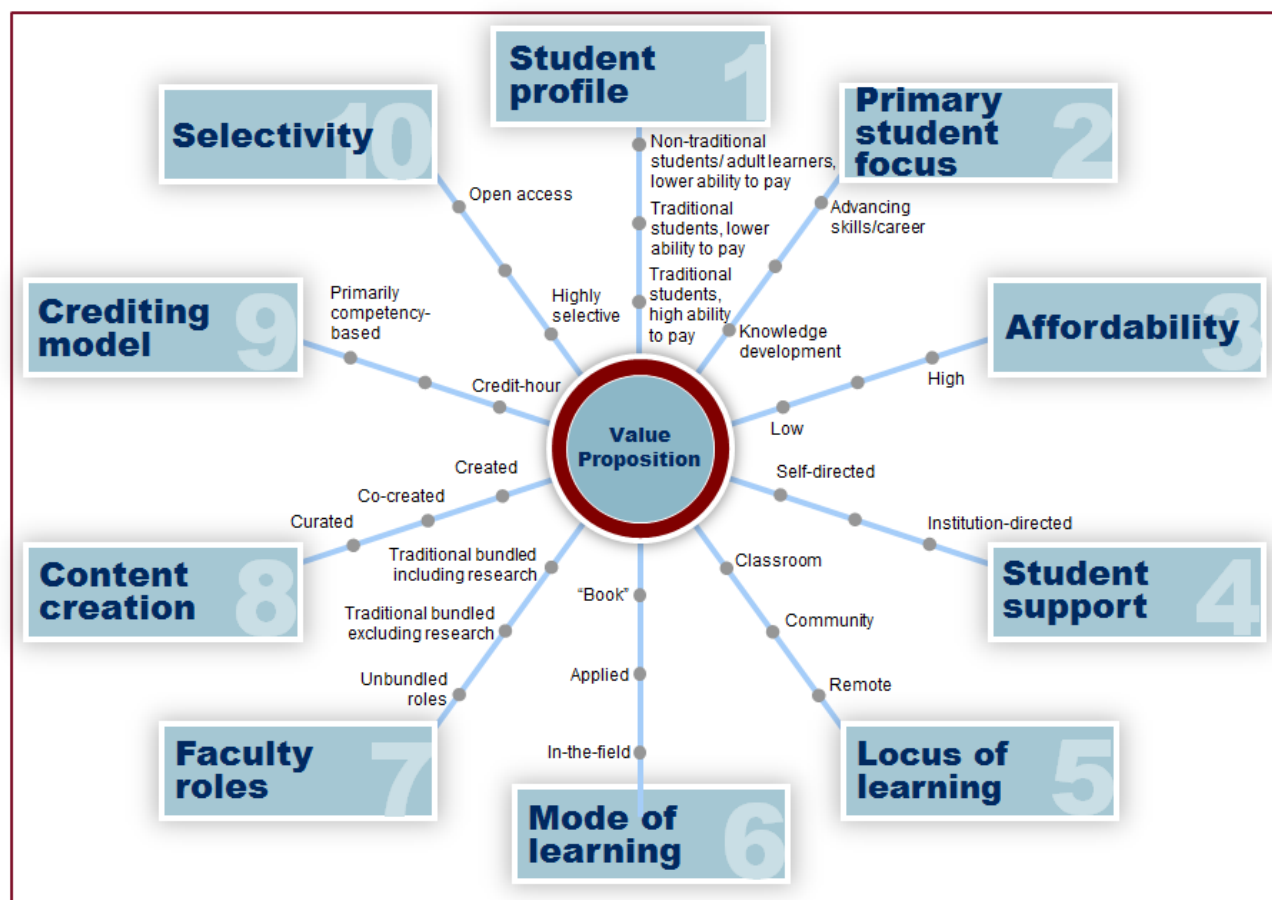 Student
profile
1
Non-traditional
students/ adult learners,
lower ability to pay
Traditional
students, lower
ability to pay
Traditional
students,
high ability
to pay
Primary
student
focus
2
Advancing
skills/career
Knowledge
development
Affordability
3
High
Low
Student
support
4
Self-directed
Institution-directed
Locus of
learning
5
Classroom
Community
Remote
Mode of
learning
6
“Book”
Applied
In-the-field
Faculty
roles
7
Traditional bundled
including research
Traditional bundled
excluding research
Unbundled
roles
Content
creation
8
Created
Co-created
Curated
Crediting
model
9
Primarily
competency-
based
Credit-hour
Selectivity
10
Open access
Highly
selective
Value
Proposition